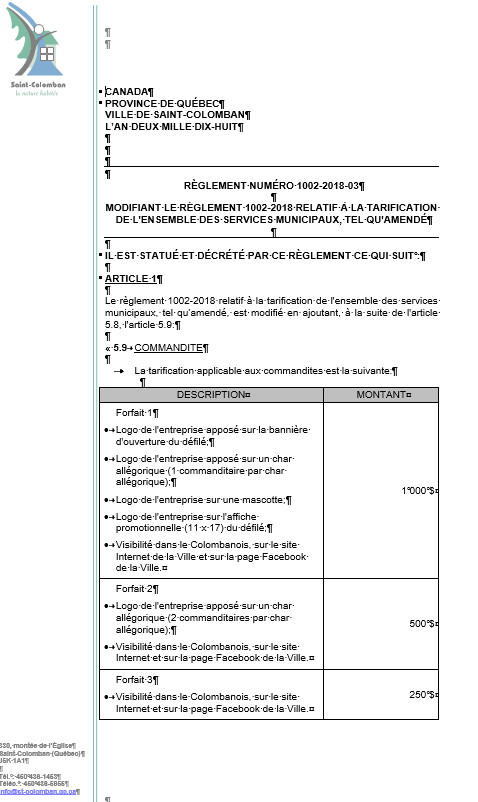 Saint-Colomban
la nature habitée
CANADA
PROVINCE DE QUÉBEC
VILLE DE SAINT-COLOMBAN
L'AN DEUX MILLE DIX-HUIT
RÈGLEMENT NUMÉRO 1002-2018-03
MODIFIANT LE RÈGLEMENT 1002-2018 RELATIF À LA TARIFICATION
DE L'ENSEMBLE DES SERVICES MUNICIPAUX, TEL QU'AMENDÉ
IL EST STATUÉ ET DÉCRÉTÉ PAR CE RÈGLEMENT CE QUI SUIT :
ARTICLE 1
Le règlement 1002-2018 relatif à la tarification de l'ensemble des services
municipaux, tel qu'amendé, est modifié en ajoutant, à la suite de l'article
5.8, l'article 5.9:
« 5.9 COMMANDITE
La tarification applicable aux commandites est la suivante:
DESCRIPTION MONTANT
Forfait 1
• Logo de l'entreprise apposé sur la bannière
d'ouverture du défilé;
• Logo de l'entreprise apposé sur un char
allégorique (1 commanditaire par char
allégorique);
• Logo de l'entreprise sur une mascotte;
• Logo de l'entreprise sur l'affiche
promotionnelle (11 x 17) du défilé;
• Visibilité dans le Colombanois, sur le site
Internet de la Ville et sur la page Facebook
de la Ville.
1 000 $
Forfait 2
• Logo de l'entreprise apposé sur un char
allégorique (2 commanditaires par char
allégorique);
• Visibilité dans le Colombanois, sur le site
Internet et sur la page Facebook de la Ville.
500 $
Forfait 3
• Visibilité dans le Colombanois, sur le site
Internet et sur la page Facebook de la Ville.
250 $
330, montée de l'Église
Saint-Colomban (Québec)
J5K 1A1
Tél. : 450 436-1453
Téléc. : 450 436-5955
info@st-colomban.qc.ca